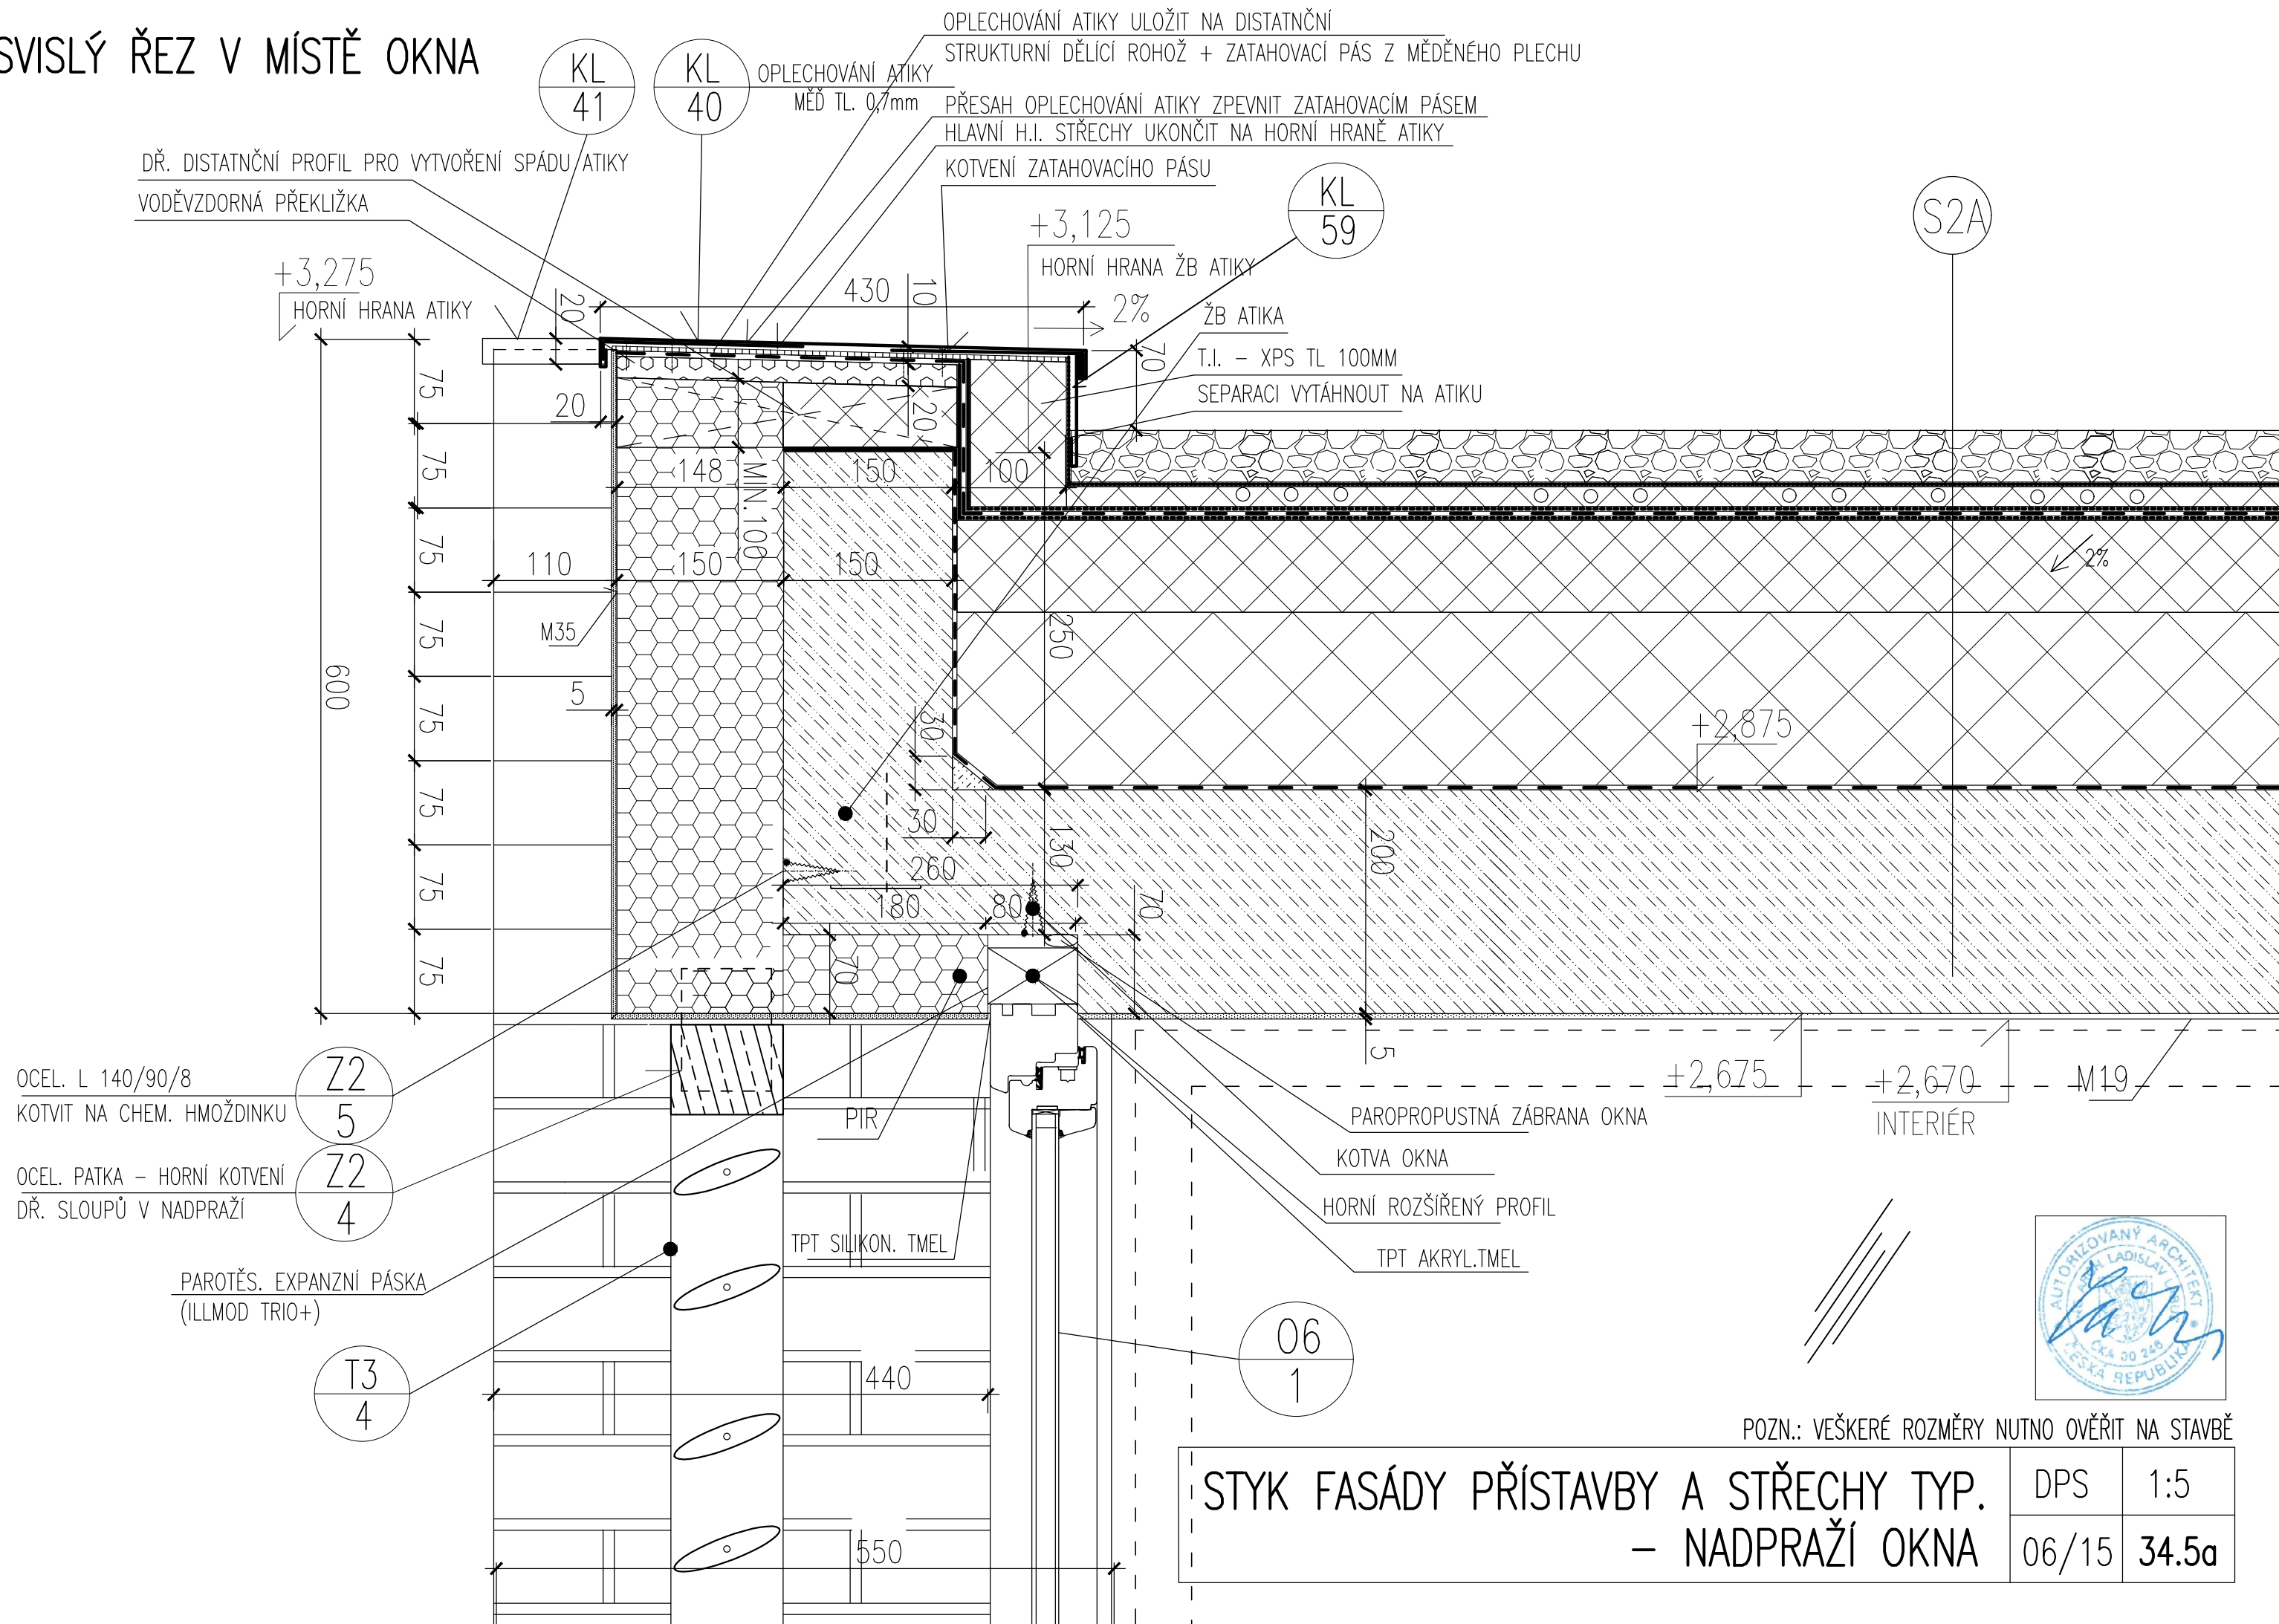 SVISLÝ ŘEZ V MÍSTĚ OKNA
KL
41
KL
40
OPLECHOVÁNÍ ATIKY
MĚĎ TL. 0,7mm
OPLECHOVÁNÍ ATIKY ULOŽIT NA DISTATNČNÍ
STRUKTURNÍ DĚLÍCÍ ROHOŽ + ZATAHOVACÍ PÁS Z MĚDĚNÉHO PLECHU
PŘESAH OPLECHOVÁNÍ ATIKY ZPEVNIT ZATAHOVACÍM PÁSEM
HLAVNÍ H.I. STŘECHY UKONČIT NA HORNÍ HRANĚ ATIKY
KOTVENÍ ZATAHOVACÍHO PÁSU
DŘ. DISTATNČNÍ PROFIL PRO VYTVOŘENÍ SPÁDU ATIKY
VODĚVZDORNÁ PŘEKLIŽKA
KL
59
S2A
+3,125
HORNÍ HRANA ŽB ATIKY
+3,275
HORNÍ HRANA ATIKY
20
430
10
2%
ŽB ATIKA
T.I. – XPS TL 100MM
SEPARACI VYTÁHNOUT NA ATIKU
70
75
20
20
75
148
MIN.100
150
100
75
110
150
150
2%
M35
75
250
600
5
75
30
+2,875
75
30
130
200
260
75
180
80
70
75
70
5
+2,675
+2,670
INTERIÉR
M19
OCEL. L 140/90/8
KOTVIT NA CHEM. HMOŽDINKU
Z2
5
PIR
PAROPROPUSTNÁ ZÁBRANA OKNA
KOTVA OKNA
OCEL. PATKA – HORNÍ KOTVENÍ
DŘ. SLOUPŮ V NADPRAŽÍ
Z2
4
HORNÍ ROZŠÍŘENÝ PROFIL
TPT SILIKON. TMEL
TPT AKRYL.TMEL
PAROTĚS. EXPANZNÍ PÁSKA
(ILLMOD TRIO+)
T3
4
440
O6
1
550
AUTORIZOVANÝ ARCHITEKT
LADISLAV
ČKA 00 246
ČESKÁ REPUBLIKA
POZN.: VEŠKERÉ ROZMĚRY NUTNO OVĚŘIT NA STAVBĚ
STYK FASÁDY PŘÍSTAVBY A STŘECHY TYP.
– NADPRAŽÍ OKNA
DPS
1:5
06/15
34.5a